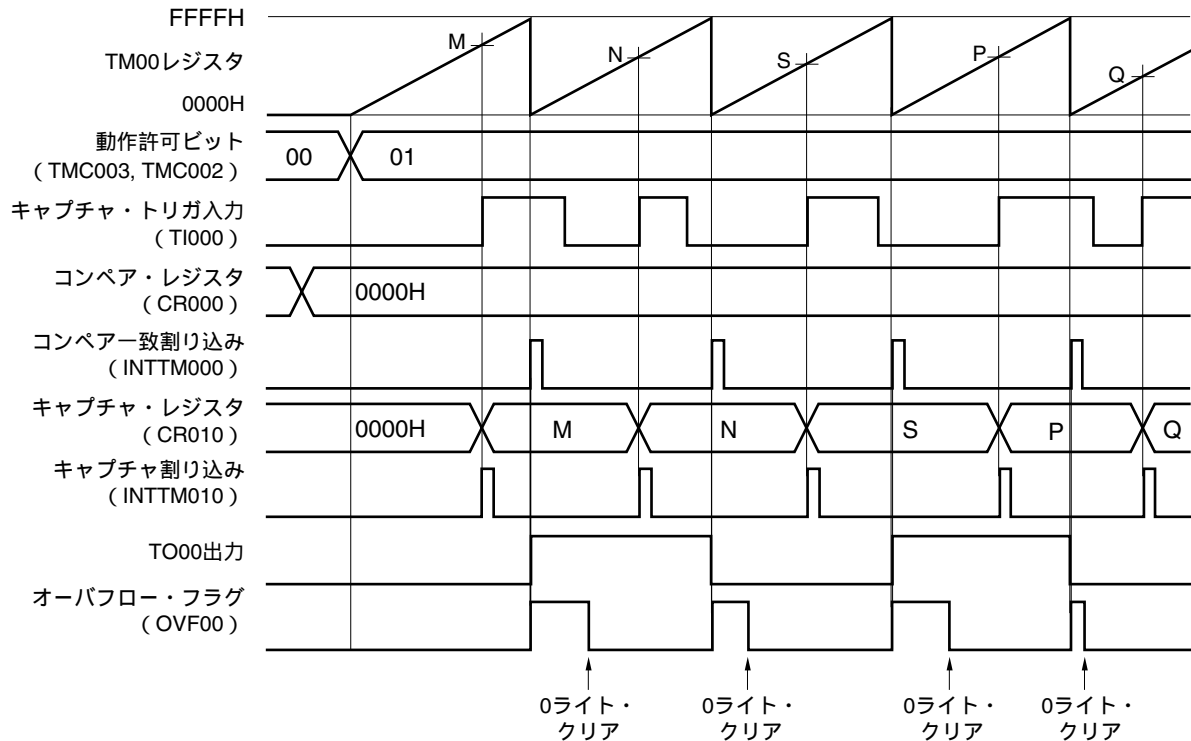 FFFFH
TM00レジスタ
0000H
M
N
S
P
Q
動作許可ビット
（TMC003, TMC002）
00
01
キャプチャ・トリガ入力
（TI000）
コンペア・レジスタ
（CR000）
0000H
コンペア一致割り込み
（INTTM000）
キャプチャ・レジスタ
（CR010）
0000H
M
N
S
P
Q
キャプチャ割り込み
（INTTM010）
TO00出力
オーバフロー・フラグ
（OVF00）
0ライト・
クリア
0ライト・
クリア
0ライト・
クリア
0ライト・
クリア